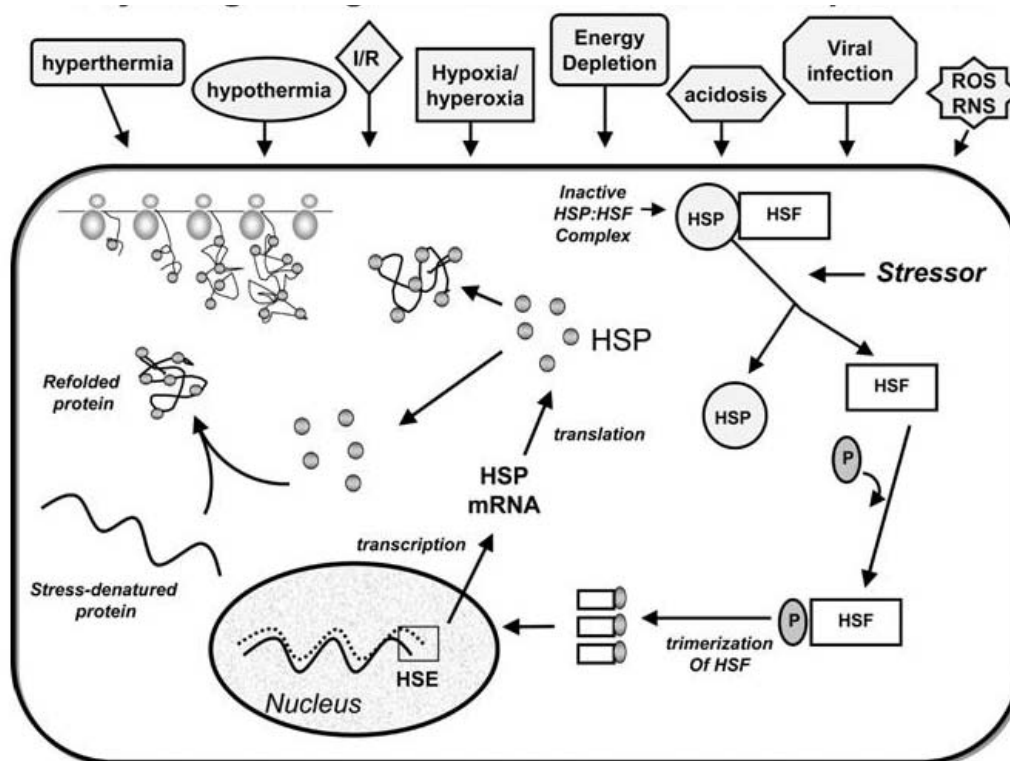 hyperthermia
hypothermia
I/R
Hypoxia/
hyperoxia
Energy
Depletion
acidosis
Viral
infection
ROS
RNS
Inactive
HSP:HSF
Complex
HSP
HSF
Stressor
HSP
Refolded
protein
HSP
HSF
translation
P
HSP
mRNA
transcription
Stress-denatured
protein
P
HSF
trimerization
Of HSF
HSE
Nucleus